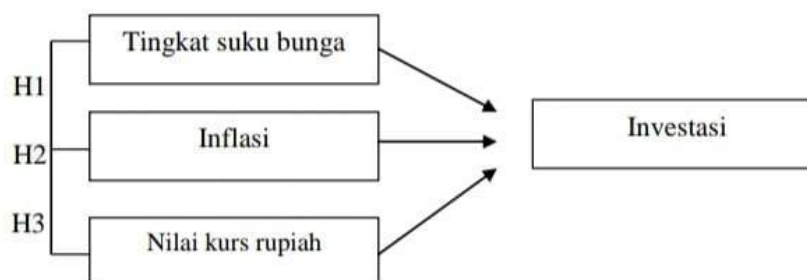 Tingkat suku bunga
H1
Inflasi
Investasi
H2
H3
Nilai kurs rupiah